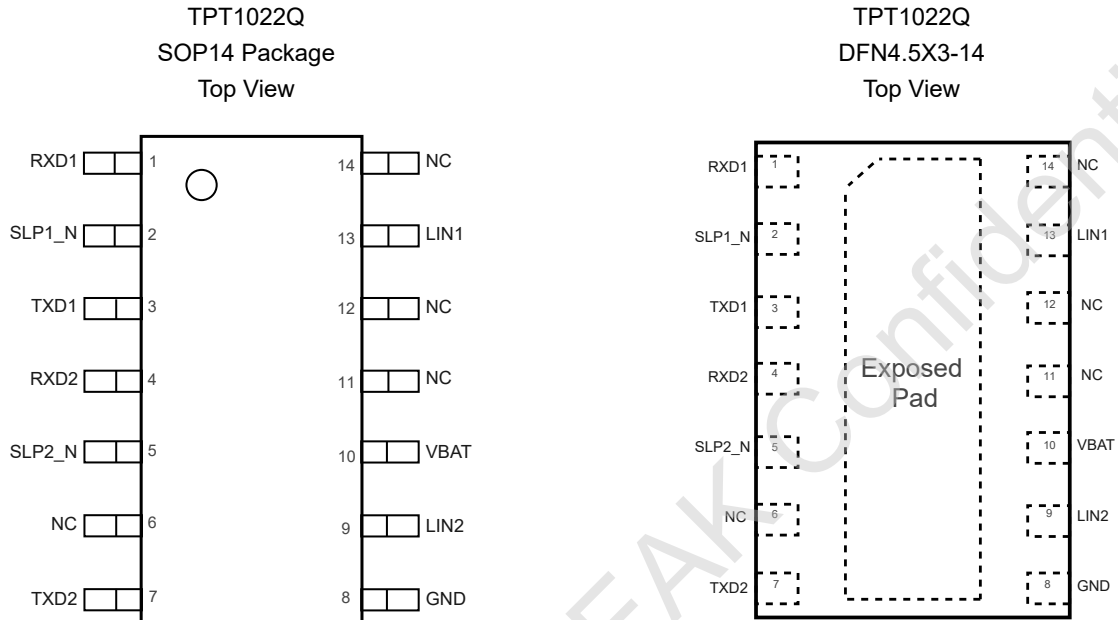 TPT1022Q
SOP14 Package
Top View
RXD1 1 14 NC
SLP1_N 2 13 LIN1
TXD1 3 12 NC
RXD2 4 11 NC
SLP2_N 5 10 VBAT
NC 6 9 LIN2
TXD2 7 8 GND
TPT1022Q
DFN4.5X3-14
Top View
RXD1 1 14 NC
SLP1_N 2 13 LIN1
TXD1 3 12 NC
RXD2 4 11 NC
SLP2_N 5 10 VBAT
NC 6 9 LIN2
TXD2 7 8 GND
Exposed
Pad